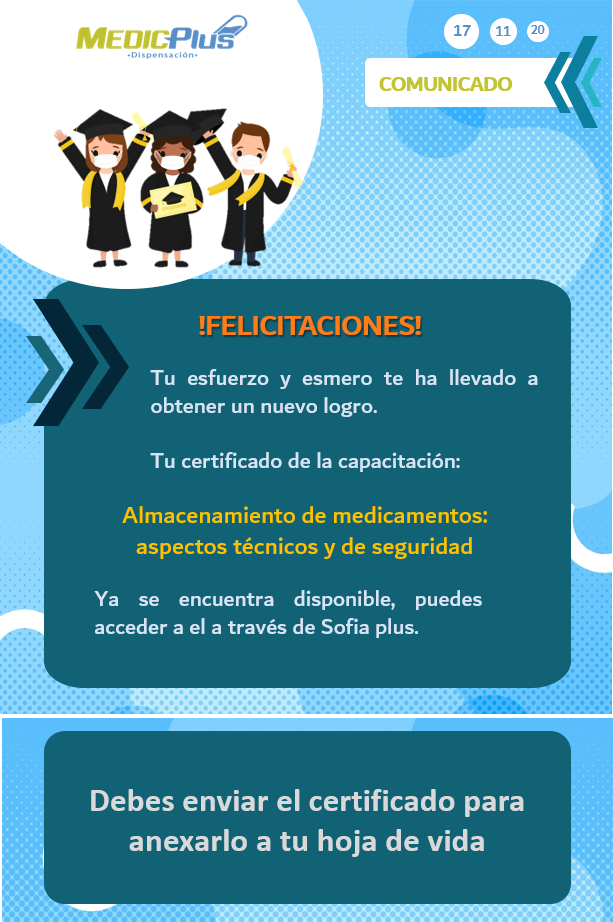 MEDICPLUS
•Dispensación•
17 11 20
COMUNICADO
!FELICITACIONES!
Tu esfuerzo y esmero te ha llevado a
obtener un nuevo logro.
Tu certificado de la capacitación:
Almacenamiento de medicamentos:
aspectos técnicos y de seguridad
Ya se encuentra disponible, puedes
acceder a el a través de Sofia plus.
Debes enviar el certificado para
anexarlo a tu hoja de vida